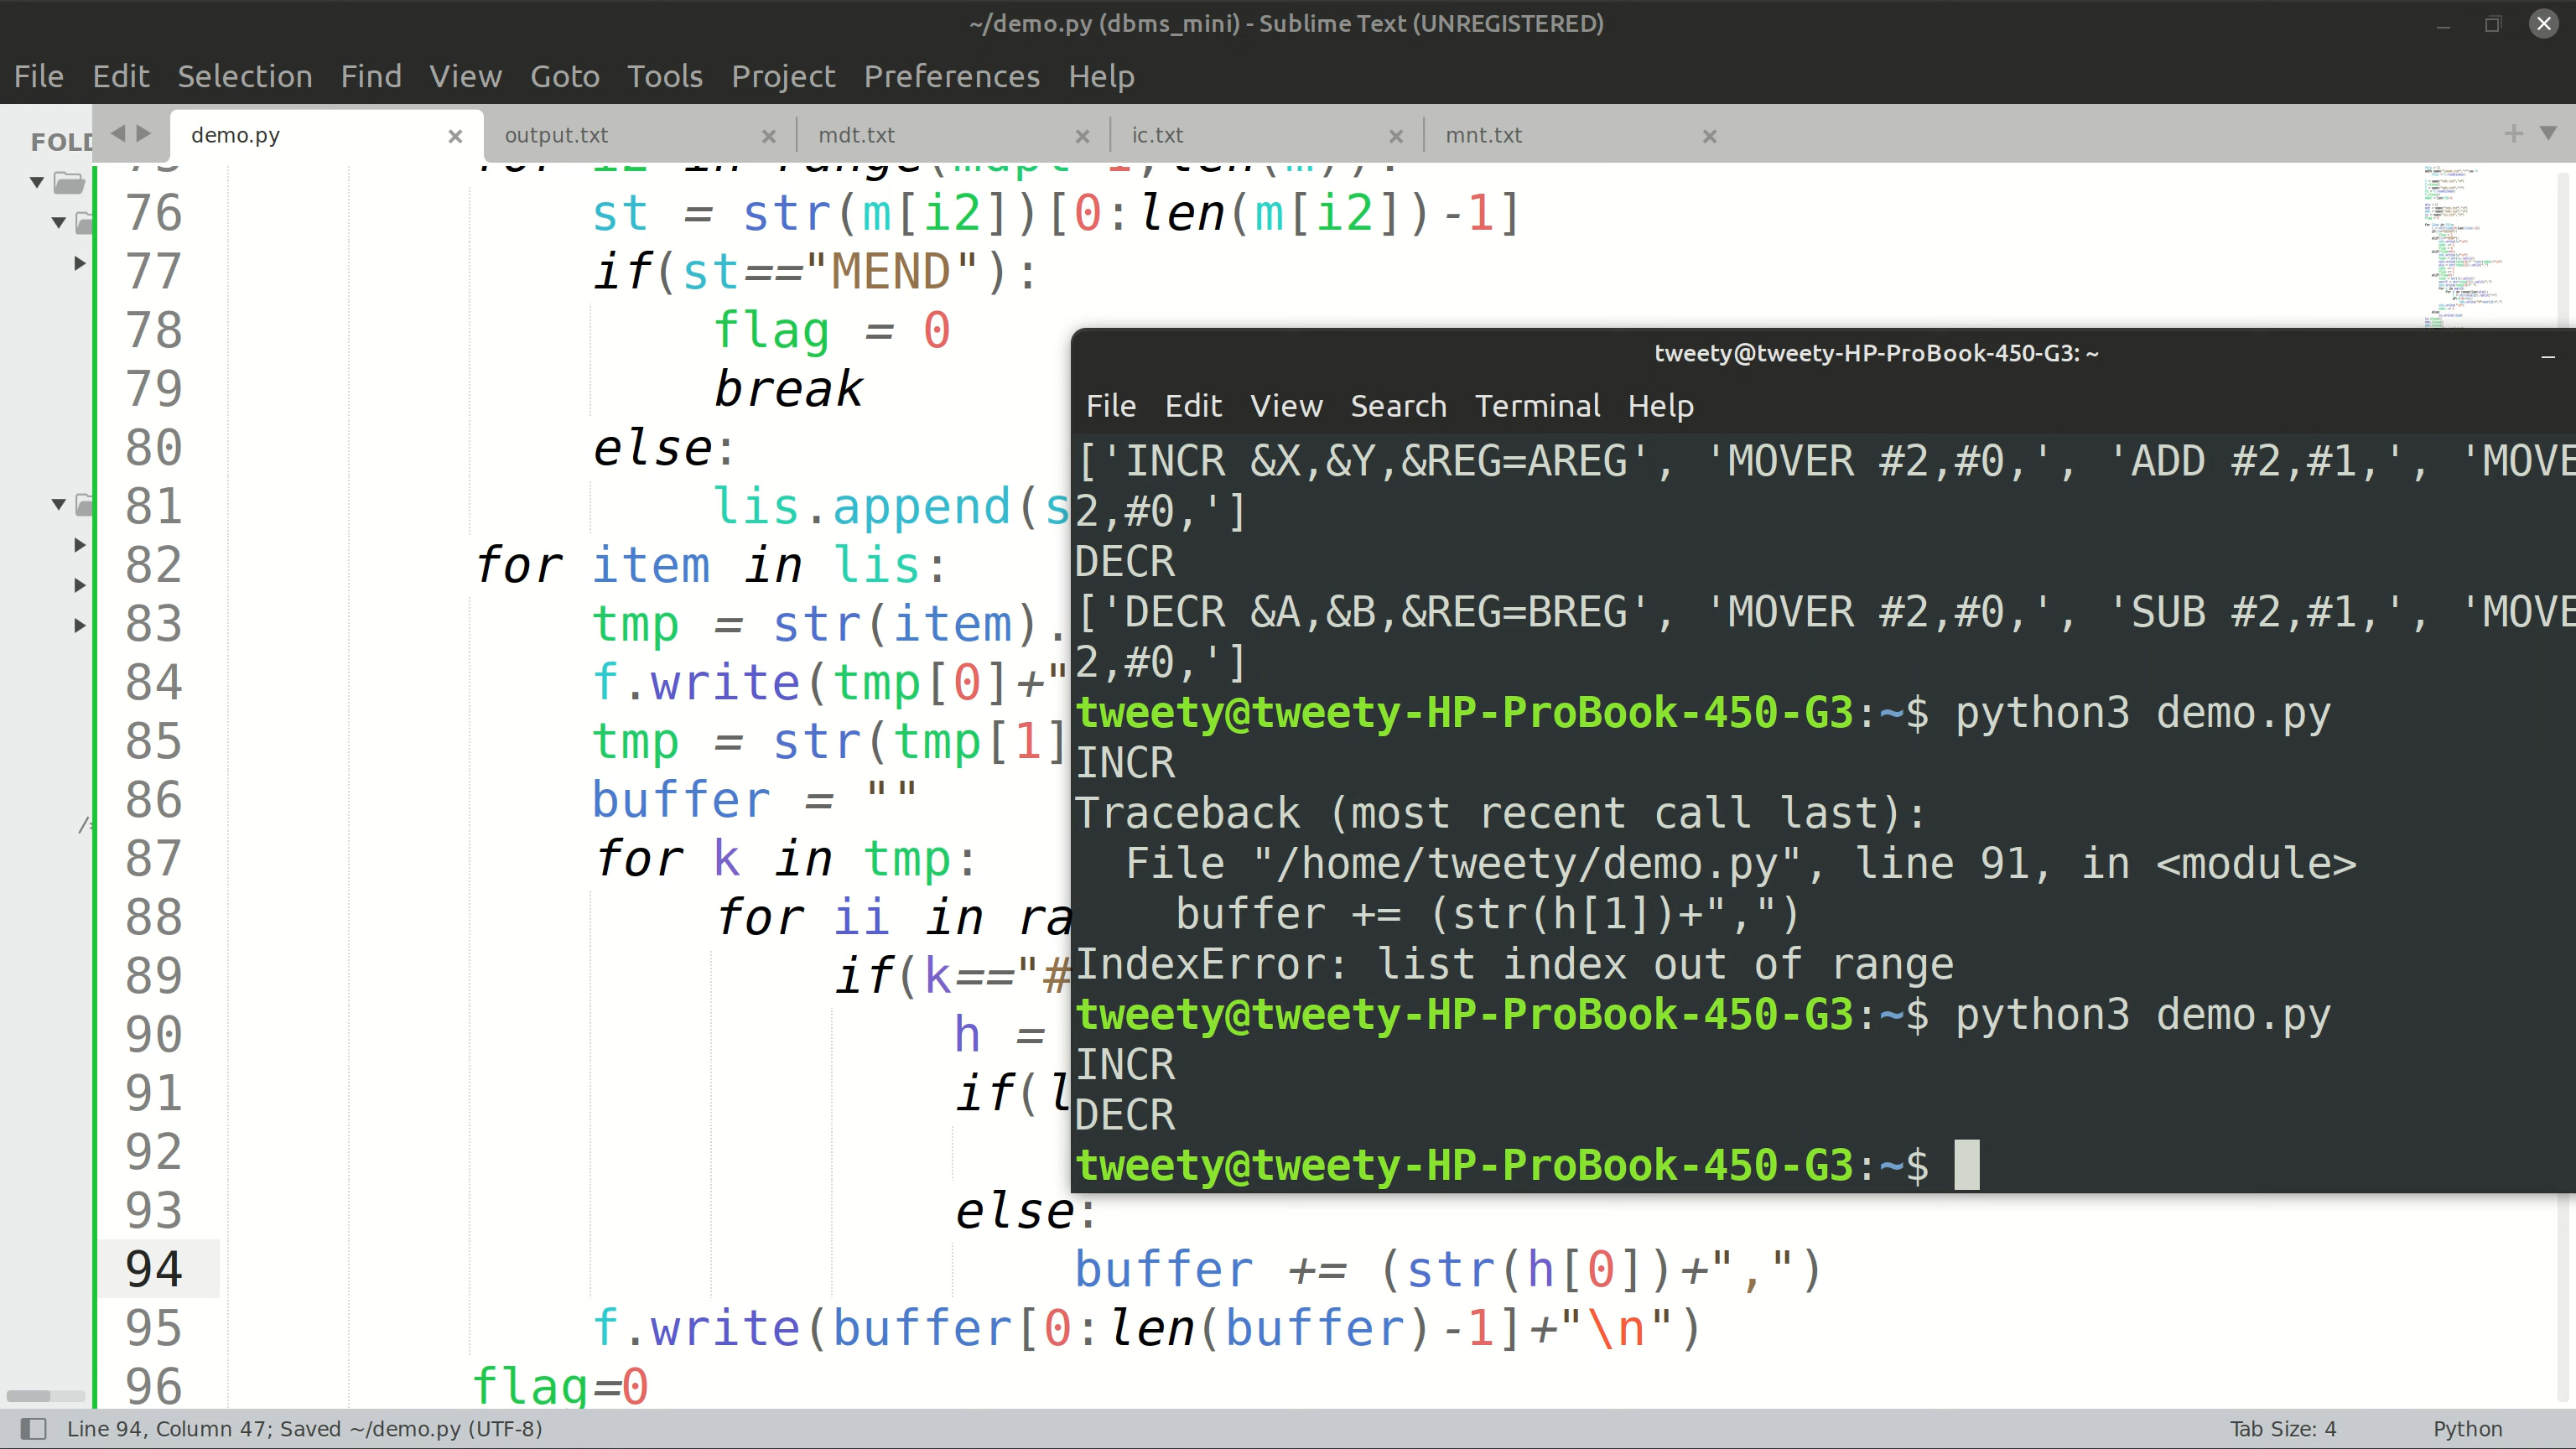 ~/demo.py (dbms_mini) - Sublime Text (UNREGISTERED)
File Edit Selection Find View Goto Tools Project Preferences Help
FOLD
demo.py output.txt mdt.txt ic.txt mnt.txt
76 st = str(m[i2])[0:len(m[i2])-1]
77 if(st=="MEND"):
78 flag = 0
79 break
80 else:
81 lis.append(s
82 for item in lis:
83 tmp = str(item).
84 f.write(tmp[0]+"
85 tmp = str(tmp[1]
86 buffer = ""
87 for k in tmp:
88 for ii in ra
89 if(k=="#
90 h =
91 if(l
92
93 else:
94 buffer += (str(h[0])+",")
95 f.write(buffer[0:len(buffer)-1]+"\n")
96 flag=0
tweety@tweety-HP-ProBook-450-G3: ~
File Edit View Search Terminal Help
['INCR &X,&Y,&REG=AREG', 'MOVER #2,#0,', 'ADD #2,#1,', 'MOVE
2,#0,']
DECR
['DECR &A,&B,&REG=BREG', 'MOVER #2,#0,', 'SUB #2,#1,', 'MOVE
2,#0,']
tweety@tweety-HP-ProBook-450-G3:~$ python3 demo.py
INCR
Traceback (most recent call last):
File "/home/tweety/demo.py", line 91, in <module>
buffer += (str(h[1])+",")
IndexError: list index out of range
tweety@tweety-HP-ProBook-450-G3:~$ python3 demo.py
INCR
DECR
tweety@tweety-HP-ProBook-450-G3:~$
Line 94, Column 47; Saved ~/demo.py (UTF-8) Tab Size: 4 Python